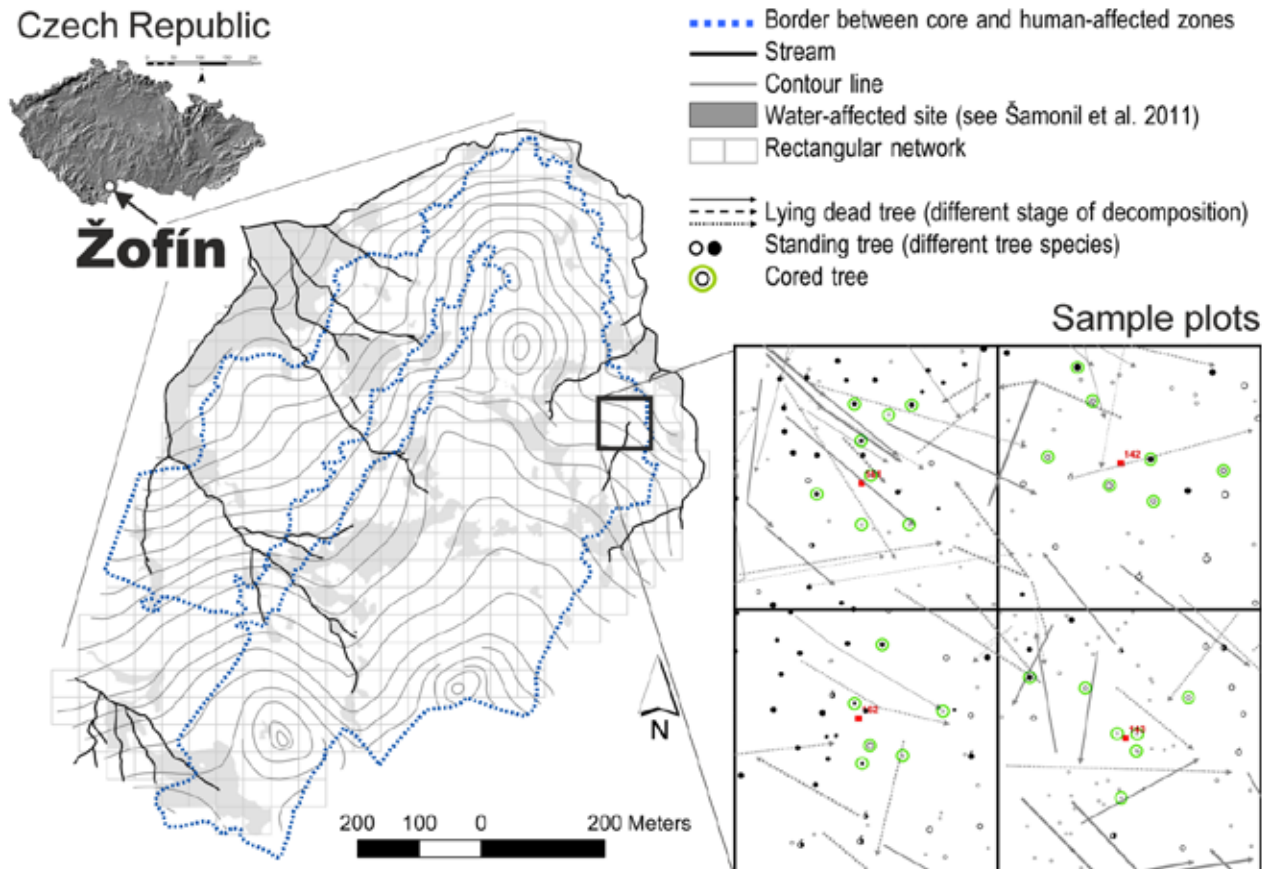 Czech Republic
Žofín
Border between core and human-affected zones
Stream
Contour line
Water-affected site (see Šamonil et al. 2011)
Rectangular network
Lying dead tree (different stage of decomposition)
Standing tree (different tree species)
Cored tree
Sample plots
142
N
200 100 0 200 Meters